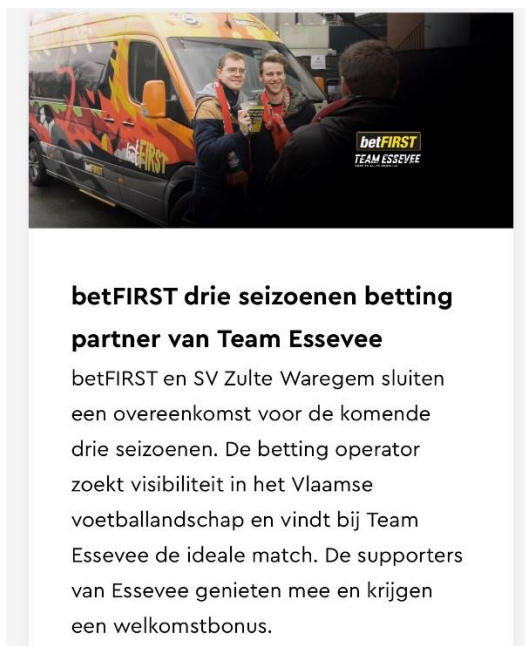 betFIRST
betFIRST
betFIRST
TEAM ESSEVEE
betFIRST drie seizoenen betting
partner van Team Essevee
betFIRST en SV Zulte Waregem sluiten
een overeenkomst voor de komende
drie seizoenen. De betting operator
zoekt visibiliteit in het Vlaamse
voetballandschap en vindt bij Team
Essevee de ideale match. De supporters
van Essevee genieten mee en krijgen
een welkomstbonus.